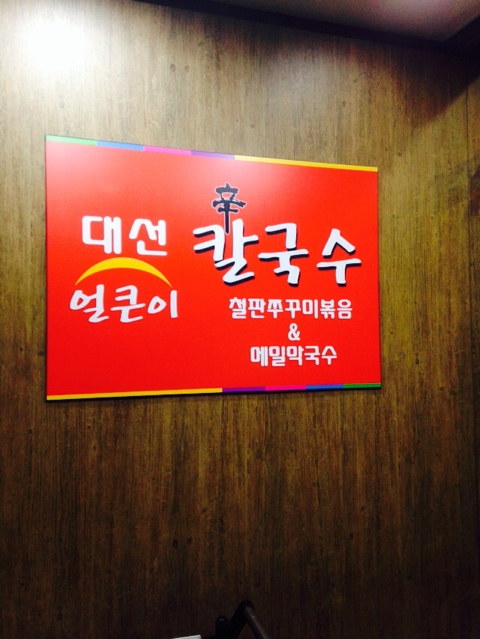 대선
얼큰이
辛
칼국수
철판쭈꾸미볶음
&
메밀막국수